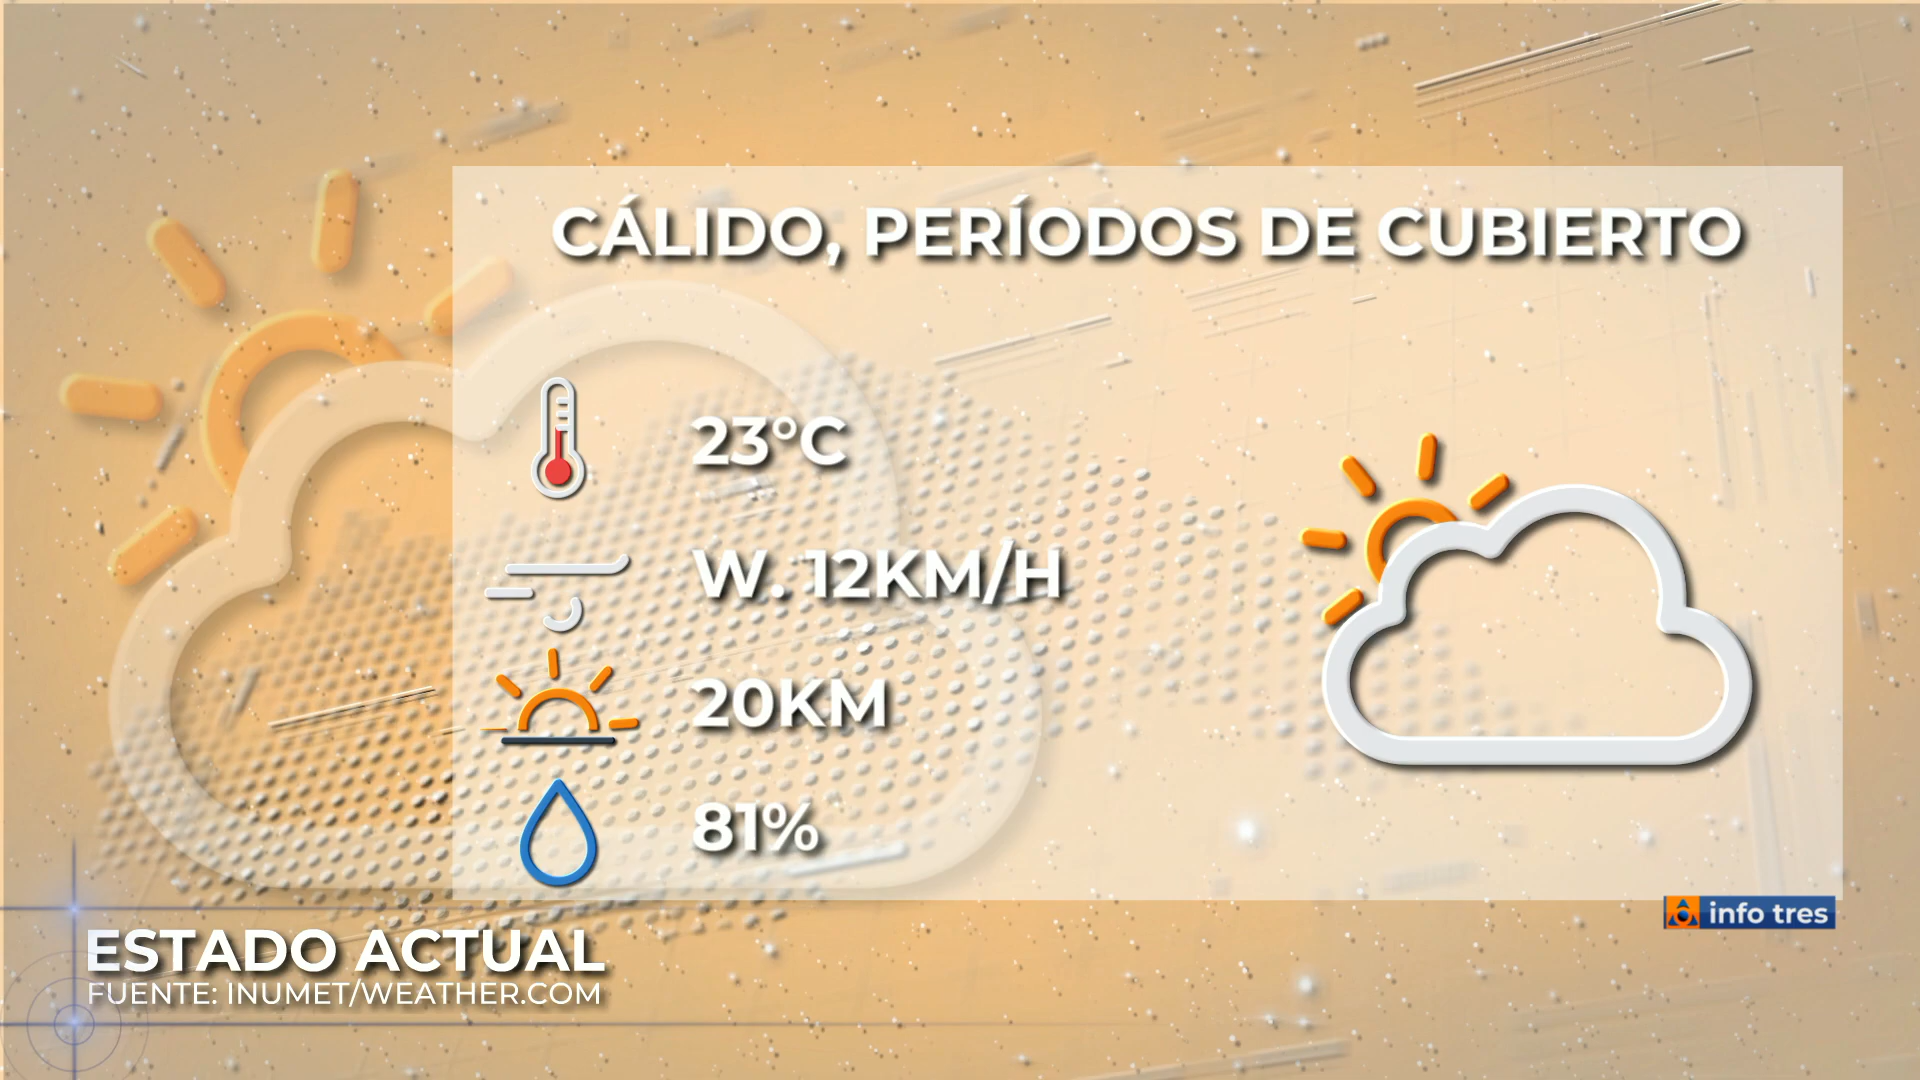 CÁLIDO, PERÍODOS DE CUBIERTO
23°C
W. 12KM/H
20KM
81%
info tres
ESTADO ACTUAL
FUENTE: INUMET/WEATHER.COM